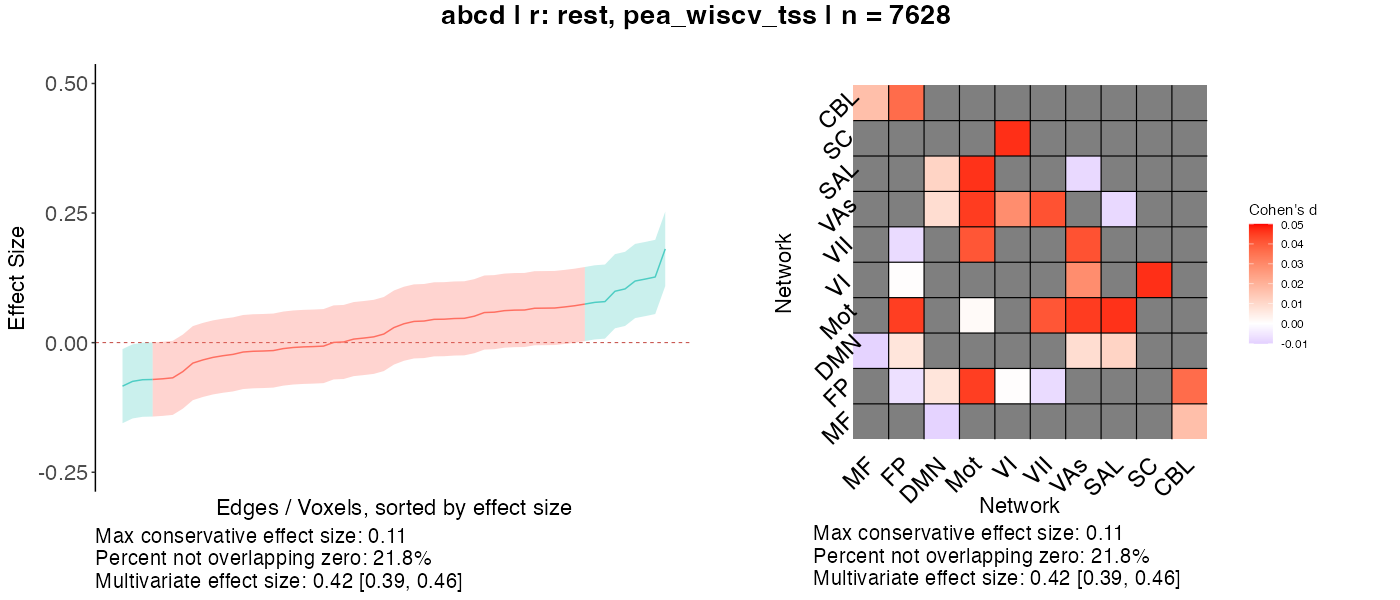 abcd | r: rest, pea_wiscv_tss | n = 7628
0.50
0.25
0.00
-0.25
Effect Size
Edges / Voxels, sorted by effect size
Max conservative effect size: 0.11
Percent not overlapping zero: 21.8%
Multivariate effect size: 0.42 [0.39, 0.46]
Network
CBL
SC
SAL
VAs
VII
VI
Mot
DMN
FP
MF
MF
FP
DMN
Mot
VI
VII
VAs
SAL
SC
CBL
Network
Max conservative effect size: 0.11
Percent not overlapping zero: 21.8%
Multivariate effect size: 0.42 [0.39, 0.46]
Cohen's d
0.05
0.04
0.03
0.02
0.01
0.00
-0.01